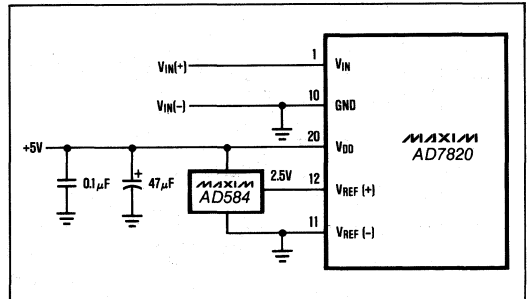 1
VIN(+)
VIN
10
VIN(-)
GND
20
+5V
VDD
MAXIM
AD7820
0.1µF
+
47µF
MAXIM
AD584
2.5V
12
VREF (+)
11
VREF (-)